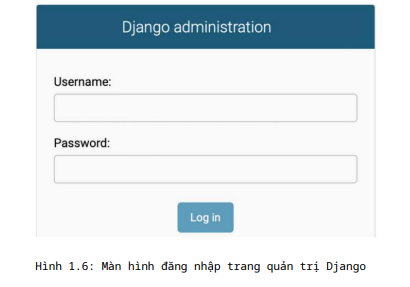 Django administration
Username:
Password:
Log in
Hình 1.6: Màn hình đăng nhập trang quản trị Django